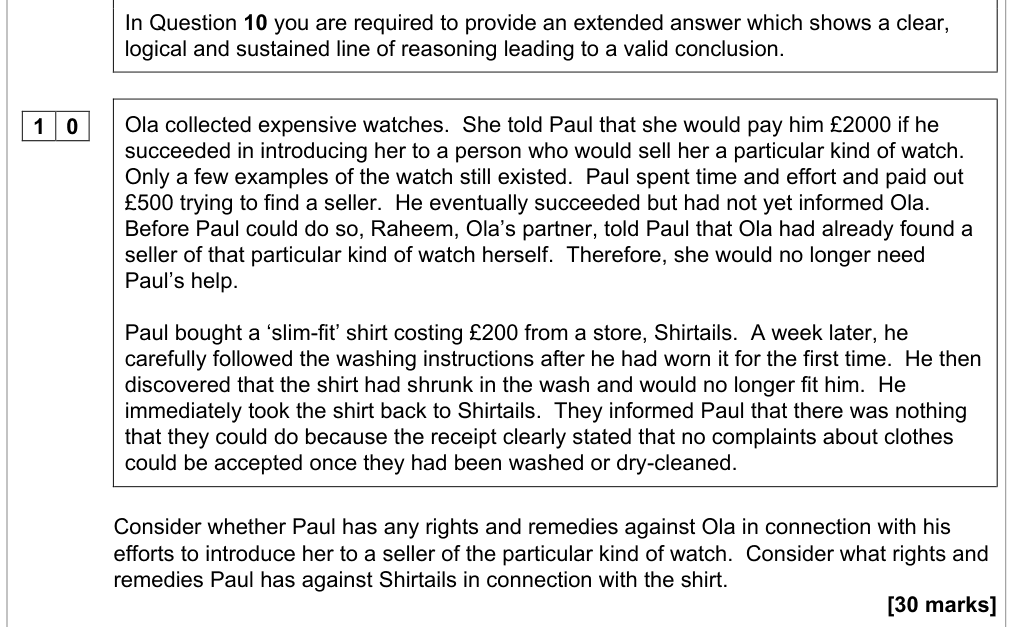 In Question 10 you are required to provide an extended answer which shows a clear,
logical and sustained line of reasoning leading to a valid conclusion.
1 0
Ola collected expensive watches. She told Paul that she would pay him £2000 if he
succeeded in introducing her to a person who would sell her a particular kind of watch.
Only a few examples of the watch still existed. Paul spent time and effort and paid out
£500 trying to find a seller. He eventually succeeded but had not yet informed Ola.
Before Paul could do so, Raheem, Ola’s partner, told Paul that Ola had already found a
seller of that particular kind of watch herself. Therefore, she would no longer need
Paul’s help.
Paul bought a ‘slim-fit’ shirt costing £200 from a store, Shirtails. A week later, he
carefully followed the washing instructions after he had worn it for the first time. He then
discovered that the shirt had shrunk in the wash and would no longer fit him. He
immediately took the shirt back to Shirtails. They informed Paul that there was nothing
that they could do because the receipt clearly stated that no complaints about clothes
could be accepted once they had been washed or dry-cleaned.
Consider whether Paul has any rights and remedies against Ola in connection with his
efforts to introduce her to a seller of the particular kind of watch. Consider what rights and
remedies Paul has against Shirtails in connection with the shirt.
[30 marks]